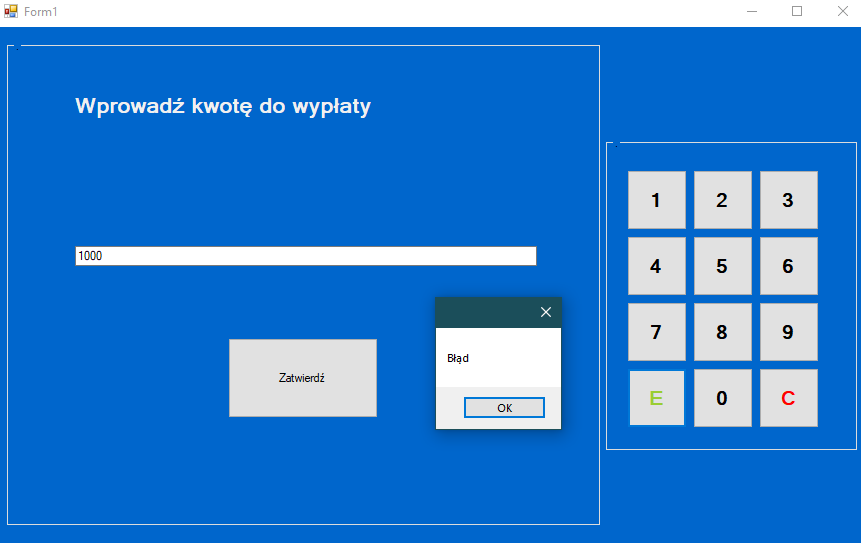 Form1
Wprowadź kwotę do wypłaty
1000
Zatwierdź
Błąd
OK
1 2 3
4 5 6
7 8 9
E 0 C